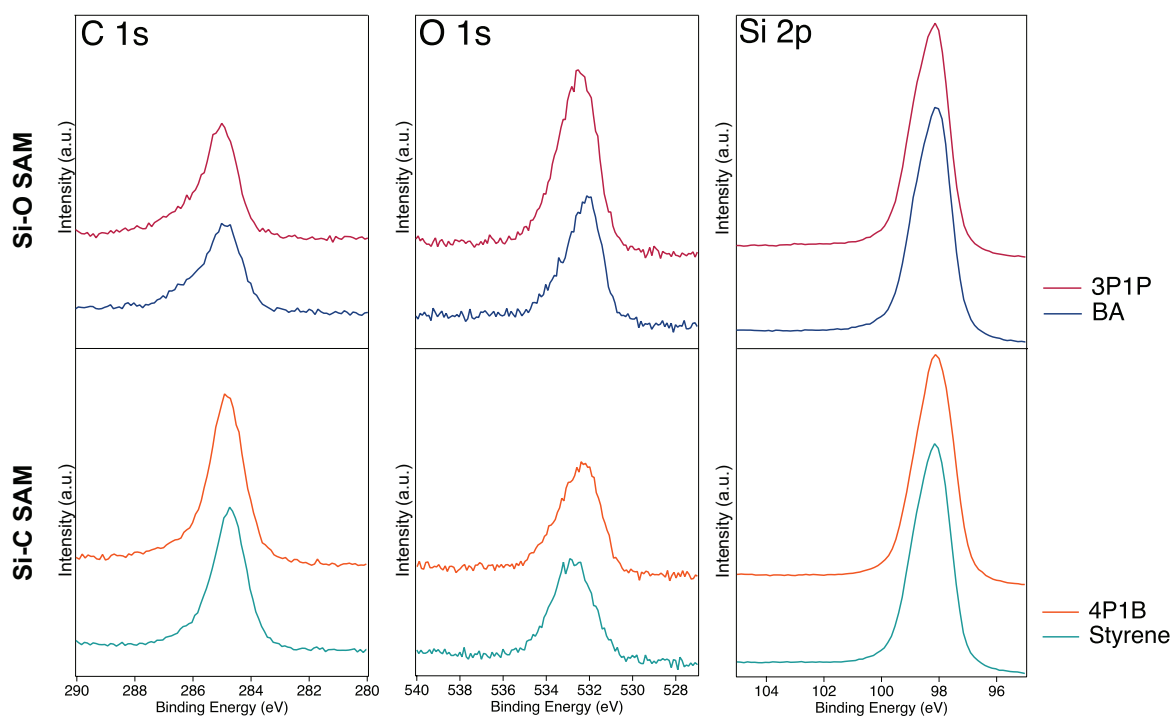 C 1s
O 1s
Si 2p
Si-O SAM
Intensity (a.u.)
Intensity (a.u.)
Intensity (a.u.)
3P1P
BA
Si-C SAM
Intensity (a.u.)
Intensity (a.u.)
Intensity (a.u.)
4P1B
Styrene
290 288 286 284 282 280
540 538 536 534 532 530 528
104 102 100 98 96
Binding Energy (eV)
Binding Energy (eV)
Binding Energy (eV)